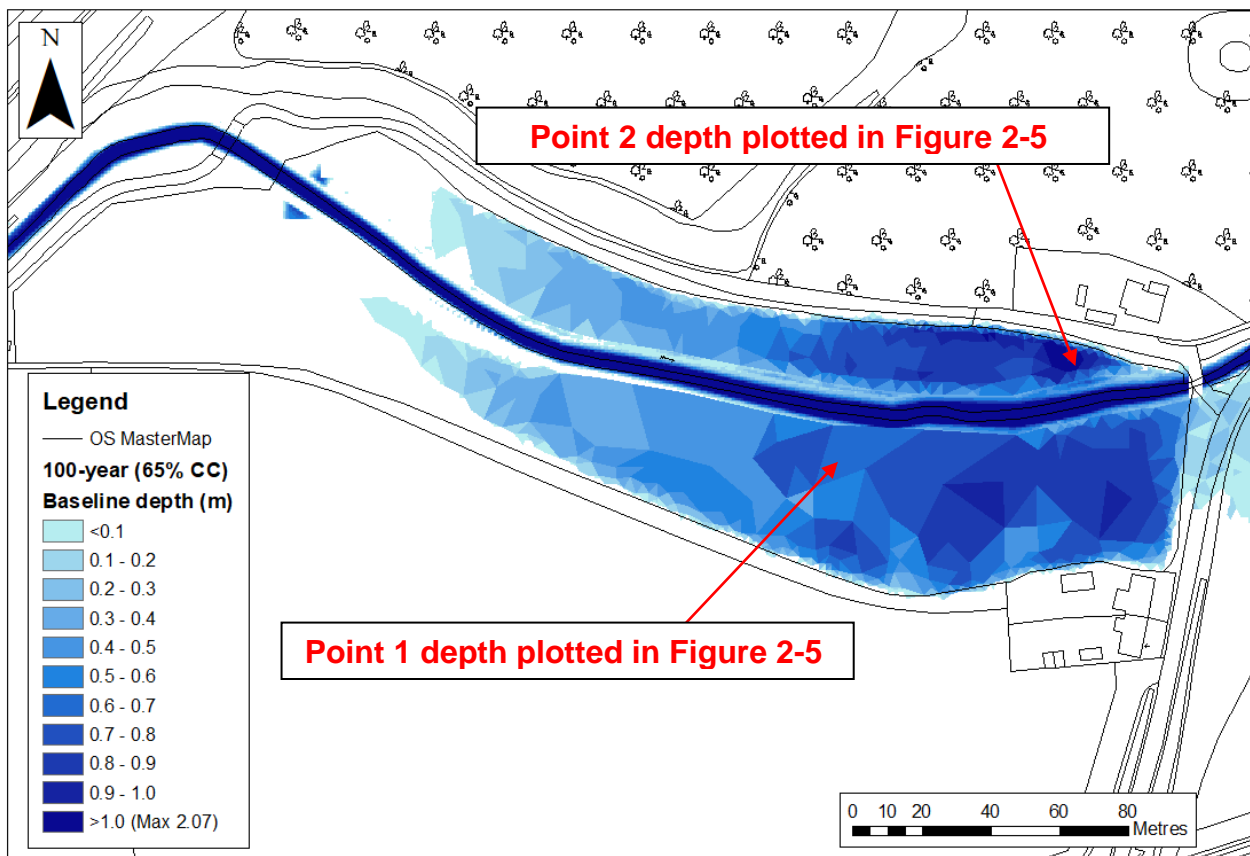 N
Point 2 depth plotted in Figure 2-5
Point 1 depth plotted in Figure 2-5
Legend
OS MasterMap
100-year (65% CC)
Baseline depth (m)
<0.1
0.1 - 0.2
0.2 - 0.3
0.3 - 0.4
0.4 - 0.5
0.5 - 0.6
0.6 - 0.7
0.7 - 0.8
0.8 - 0.9
0.9 - 1.0
>1.0 (Max 2.07)
0 10 20 40 60 80
Metres